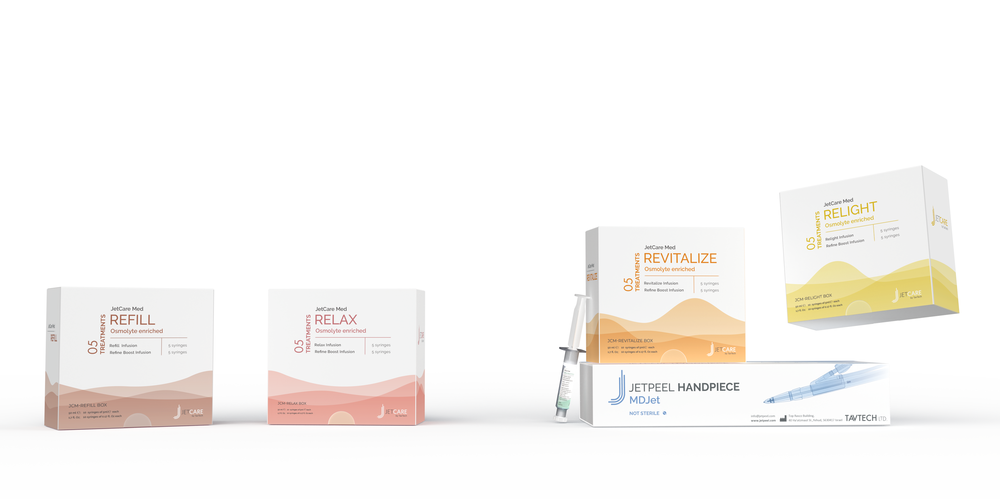 JetCare Med
REFILL
JetCare Med
REFILL
Osmolyte enriched
05
TREATMENTS
Refill Infusion 5 syringes
Refine Boost Infusion 5 syringes
JCM-REFILL BOX
50 ml ℮: 10 syringes of 5ml ℮ each
1.7 fl. Oz; 10 syringes of 0.17 fl. Oz each
JETCARE
by TavTech
JetCare Med
RELAX
Osmolyte enriched
05
TREATMENTS
Relax Infusion 5 syringes
Refine Boost Infusion 5 syringes
JCM-RELAX BOX
50 ml ℮: 10 syringes of 5ml ℮ each
1.7 fl. Oz; 10 syringes of 0.17 fl. Oz each
JETCARE
by TavTech
JETCARE
JetCare Med
REVITALIZE
JetCare Med
REVITALIZE
Osmolyte enriched
05
TREATMENTS
Revitalize Infusion 5 syringes
Refine Boost Infusion 5 syringes
JCM-REVITALIZE BOX
50 ml ℮: 10 syringes of 5ml ℮ each
1.7 fl. Oz; 10 syringes of 0.17 fl. Oz each
JETCARE
by TavTech
JetCare Med
JETPEEL HANDPIECE
MDJet
NOT STERILE
info@jetpeel.com
www.jetpeel.com
Top Rasco Building,
40 Ha'atzmaut St.,Yehud, 5630417 Israel
TAVTECH LTD.
JetCare Med
RELIGHT
Osmolyte enriched
05
TREATMENTS
Relight Infusion 5 syringes
Refine Boost Infusion 5 syringes
JCM-RELIGHT BOX
50 ml ℮: 10 syringes of 5ml ℮ each
1.7 fl. Oz; 10 syringes of 0.17 fl. Oz each
JETCARE
by TavTech
JETCARE
by TavTech